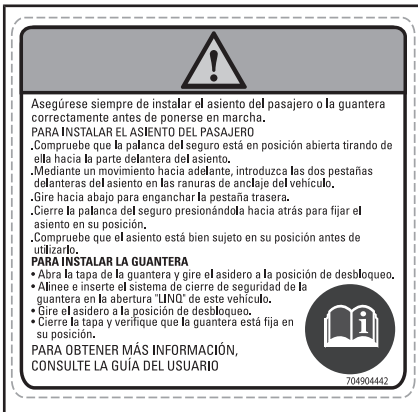 Asegúrese siempre de instalar el asiento del pasajero o la guantera
correctamente antes de ponerse en marcha.
PARA INSTALAR EL ASIENTO DEL PASAJERO
.Compruebe que la palanca del seguro está en posición abierta tirando de
ella hacia la parte delantera del asiento.
.Mediante un movimiento hacia adelante, introduzca las dos pestañas
delanteras del asiento en las ranuras de anclaje del vehículo.
.Gire hacia abajo para enganchar la pestaña trasera.
.Cierre la palanca del seguro presionándola hacia atrás para fijar el
asiento en su posición.
.Compruebe que el asiento está bien sujeto en su posición antes de
utilizarlo.
PARA INSTALAR LA GUANTERA
• Abra la tapa de la guantera y gire el asidero a la posición de desbloqueo.
• Alinee e inserte el sistema de cierre de seguridad de la
guantera en la abertura "LINQ" de este vehículo.
• Gire el asidero a la posición de desbloqueo.
• Cierre la tapa y verifique que la guantera está fija en
su posición.
PARA OBTENER MÁS INFORMACIÓN,
CONSULTE LA GUÍA DEL USUARIO
704904442